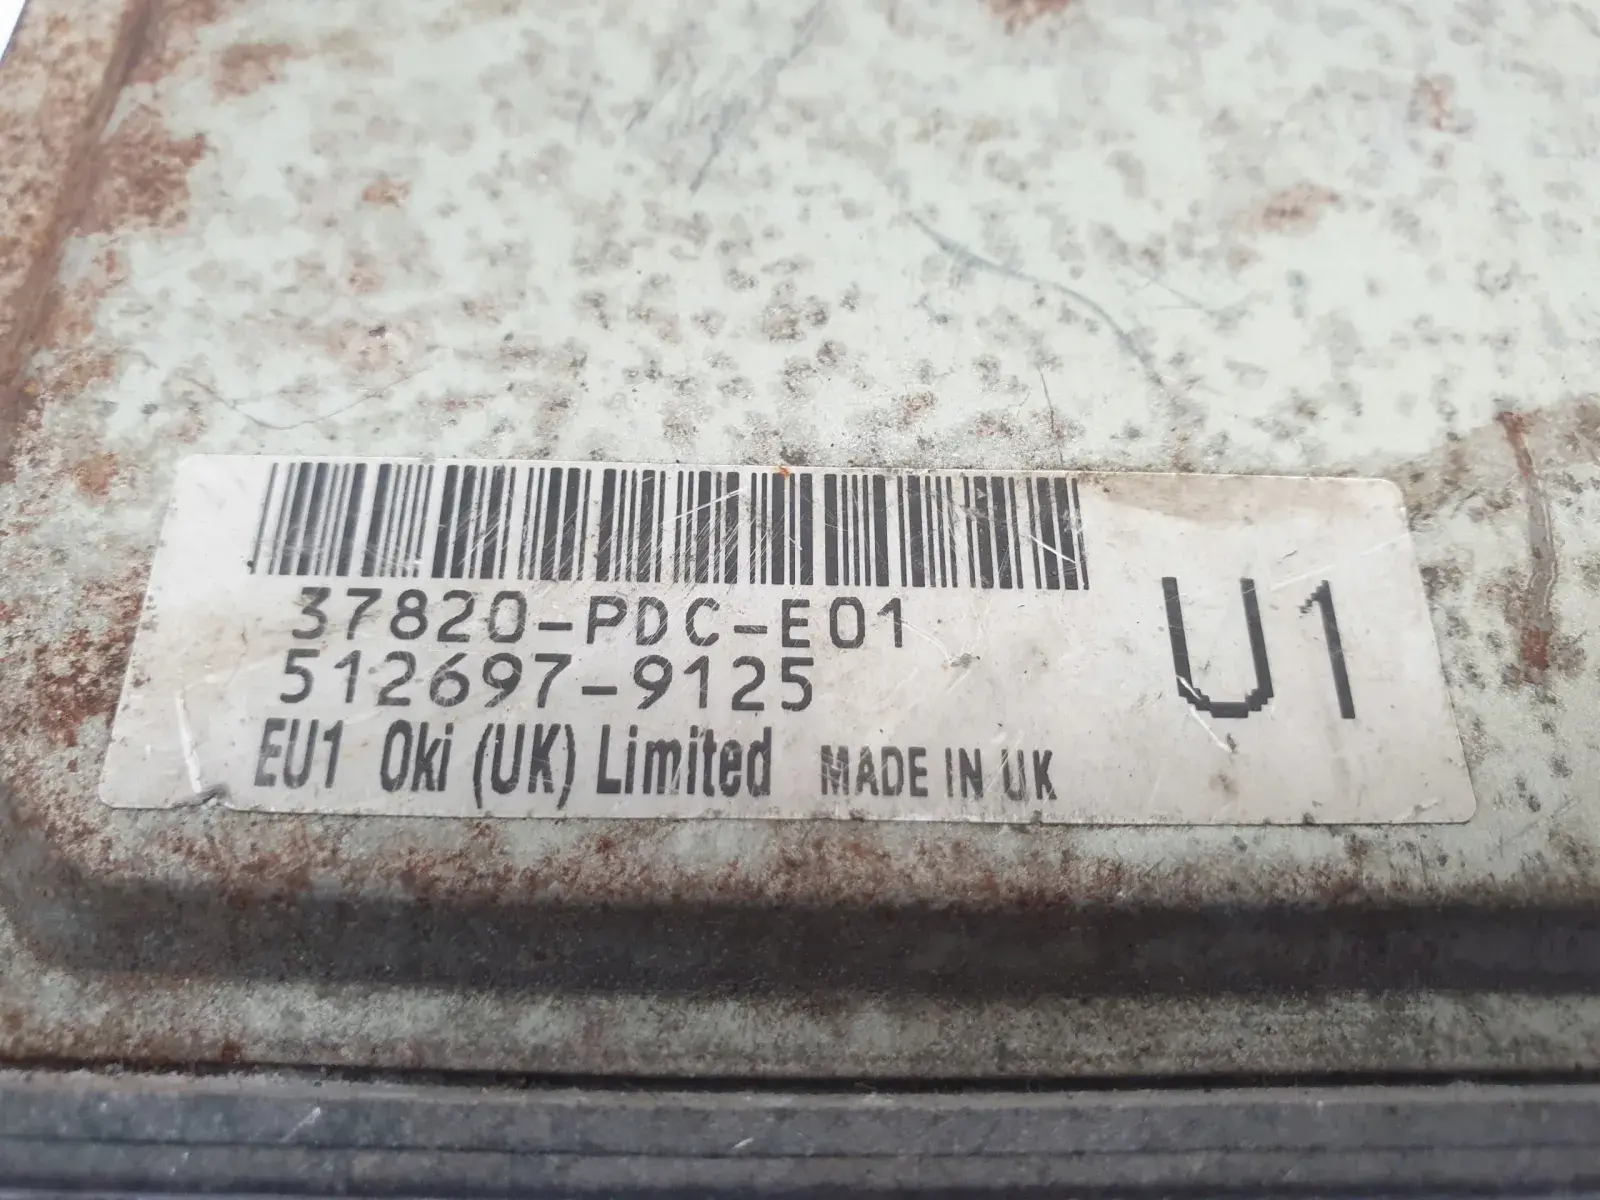 37820-PDC-E01
512697-9125
EU1 Oki (UK) Limited MADE IN UK
U1